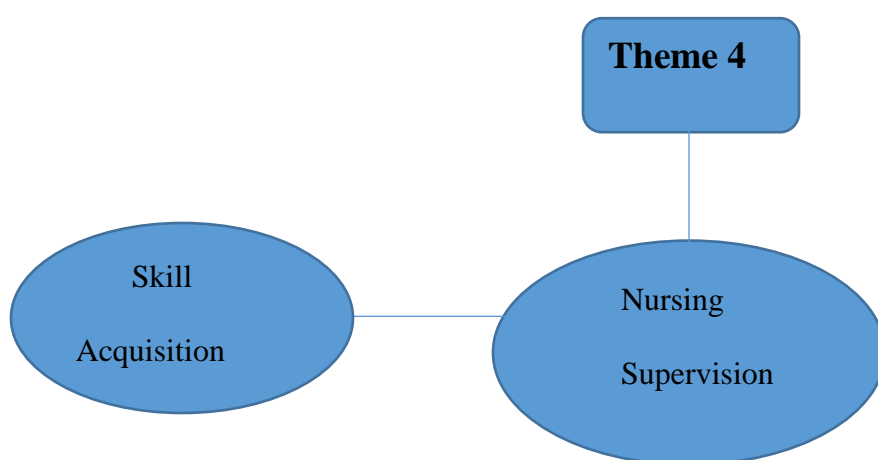 Theme 4
Skill
Acquisition
Nursing
Supervision